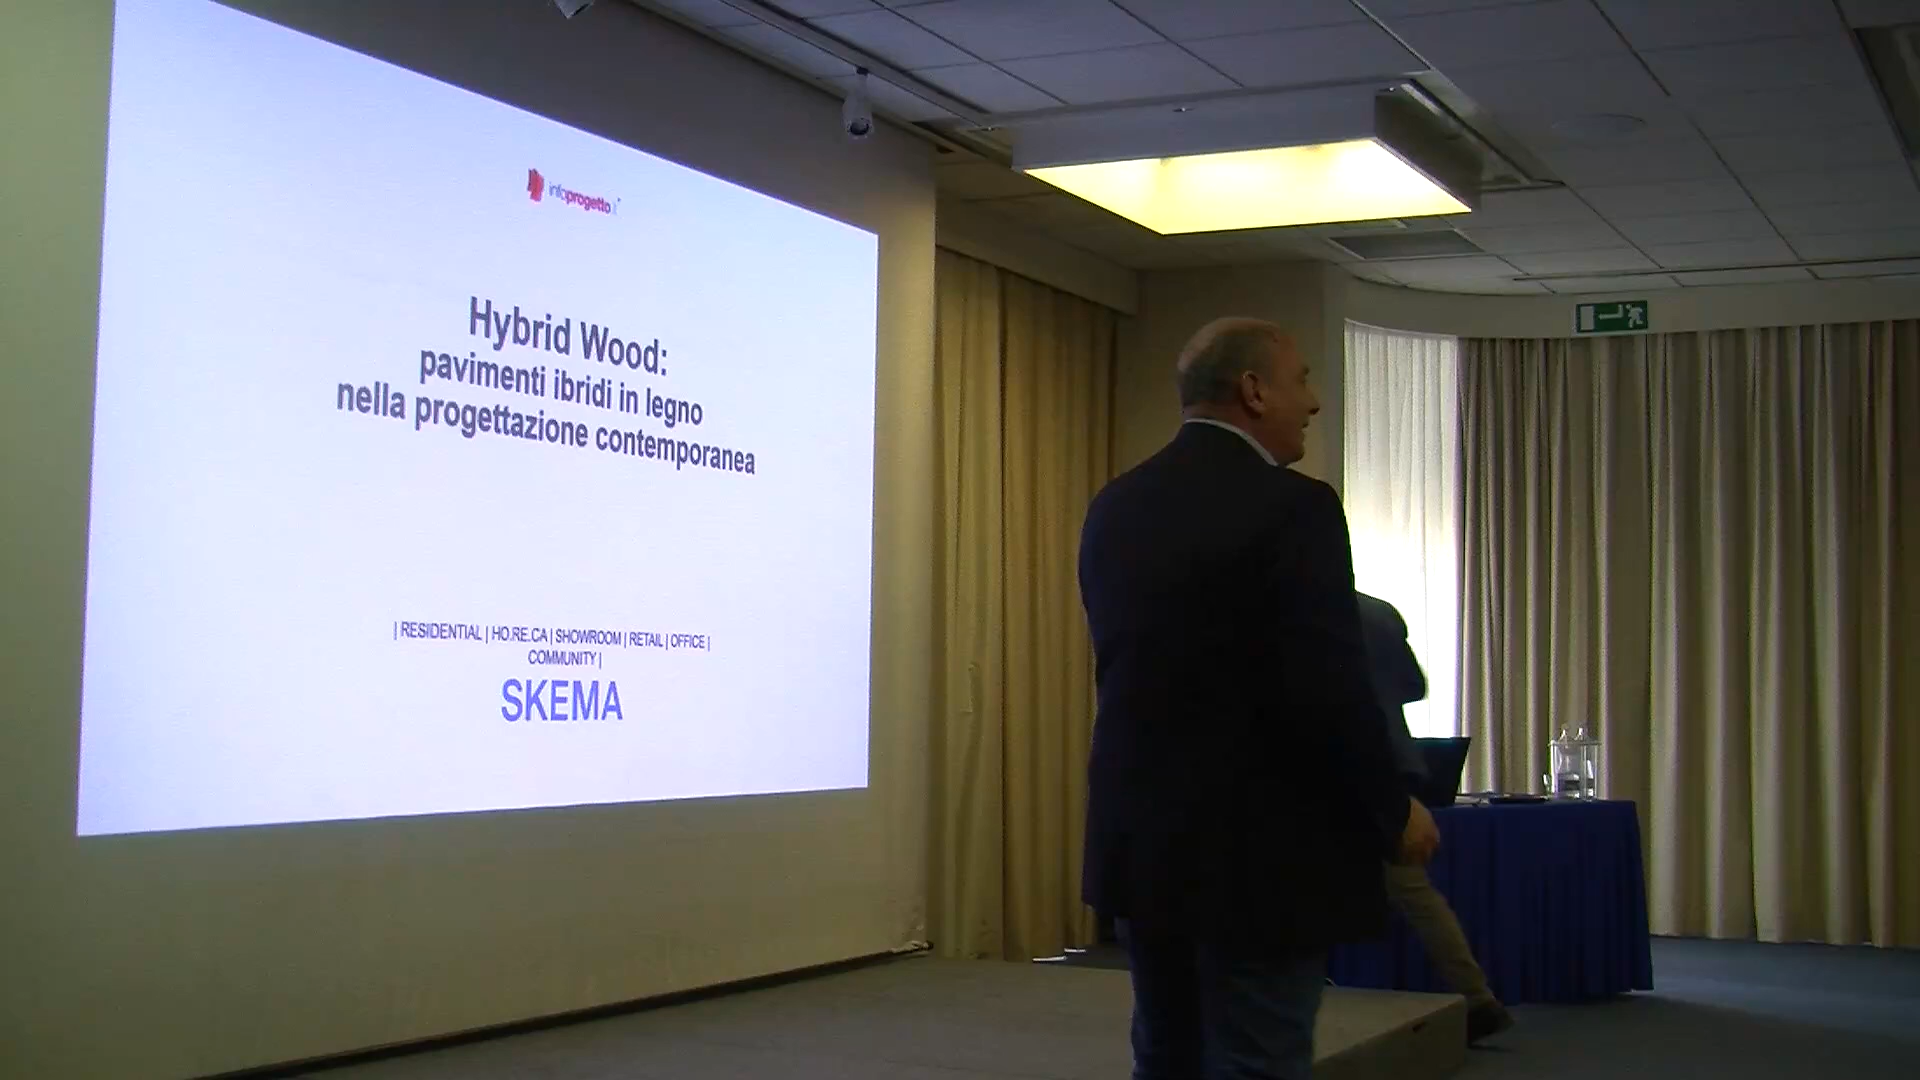 infoprogetto.it
Hybrid Wood:
pavimenti ibridi in legno
nella progettazione contemporanea
| RESIDENTIAL | HO.RE.CA | SHOWROOM | RETAIL | OFFICE |
COMMUNITY |
SKEMA